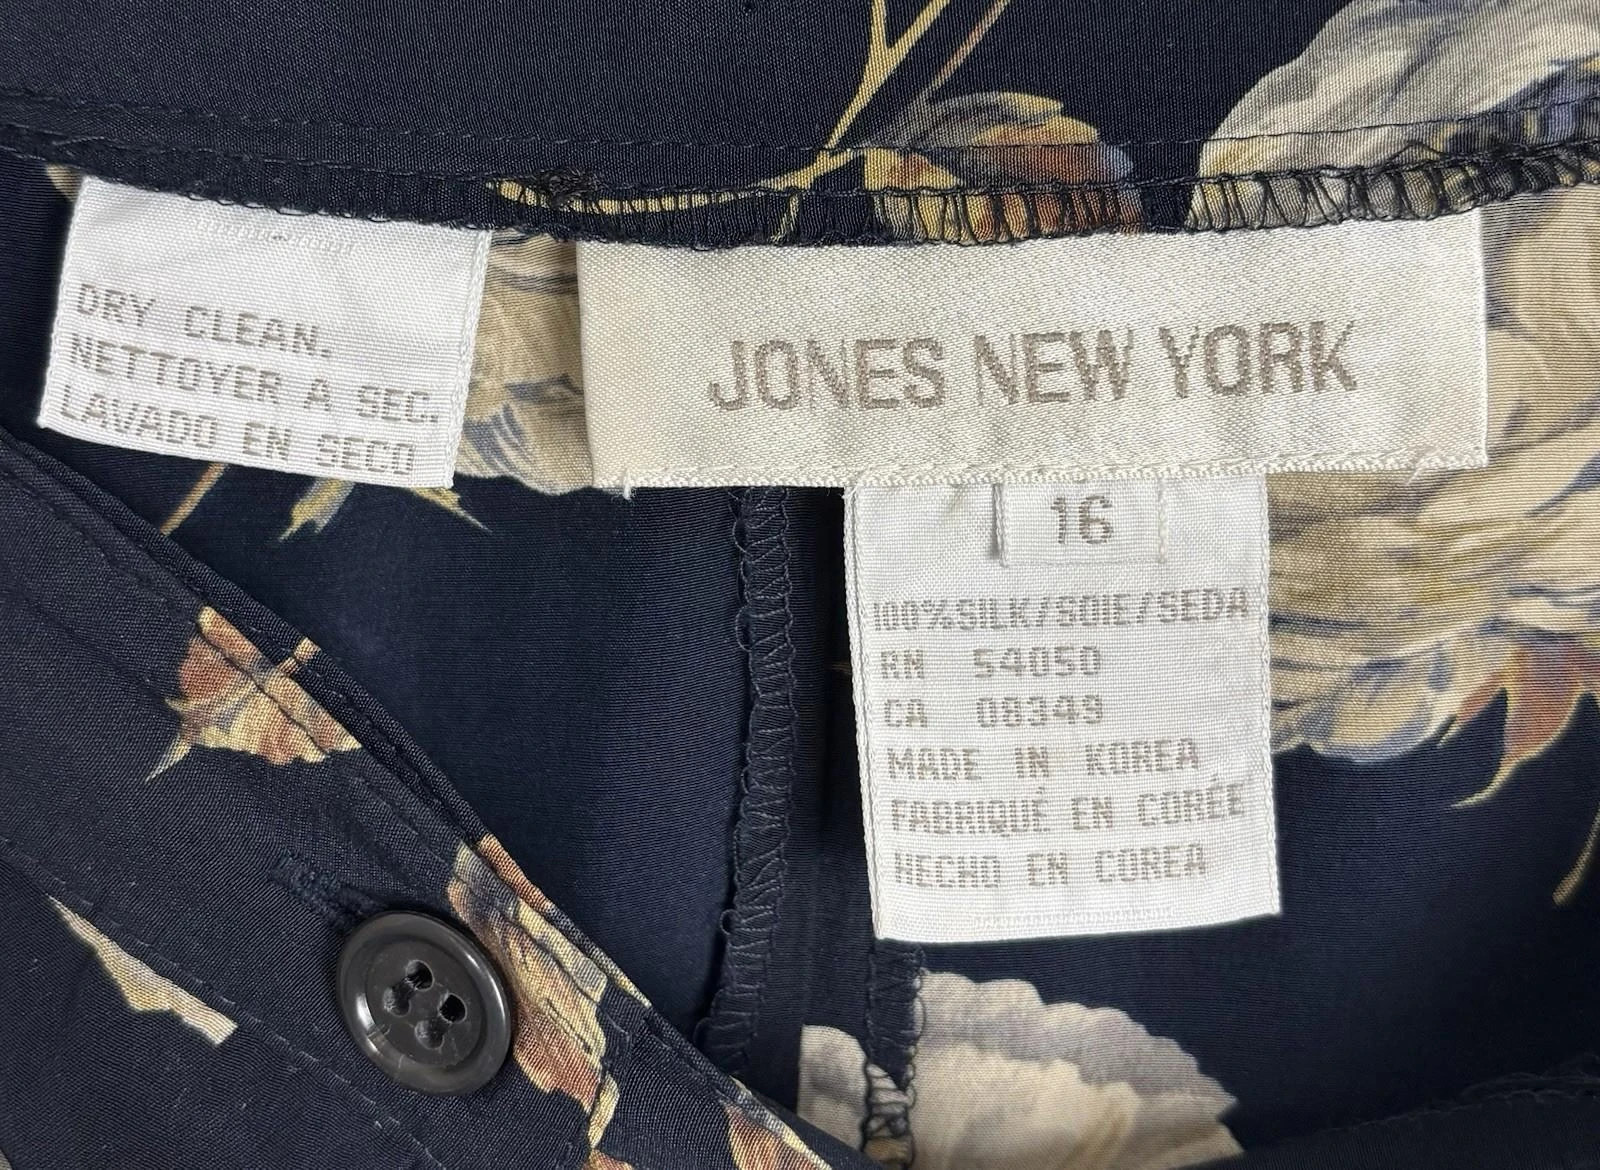 DRY CLEAN.
NETTOYER A SEC.
LAVADO EN SECO
JONES NEW YORK
16
100%SILK/SOIE/SEDA
RN 54050
CA 08349
MADE IN KOREA
FABRIQUÉ EN CORÉE
HECHO EN COREA